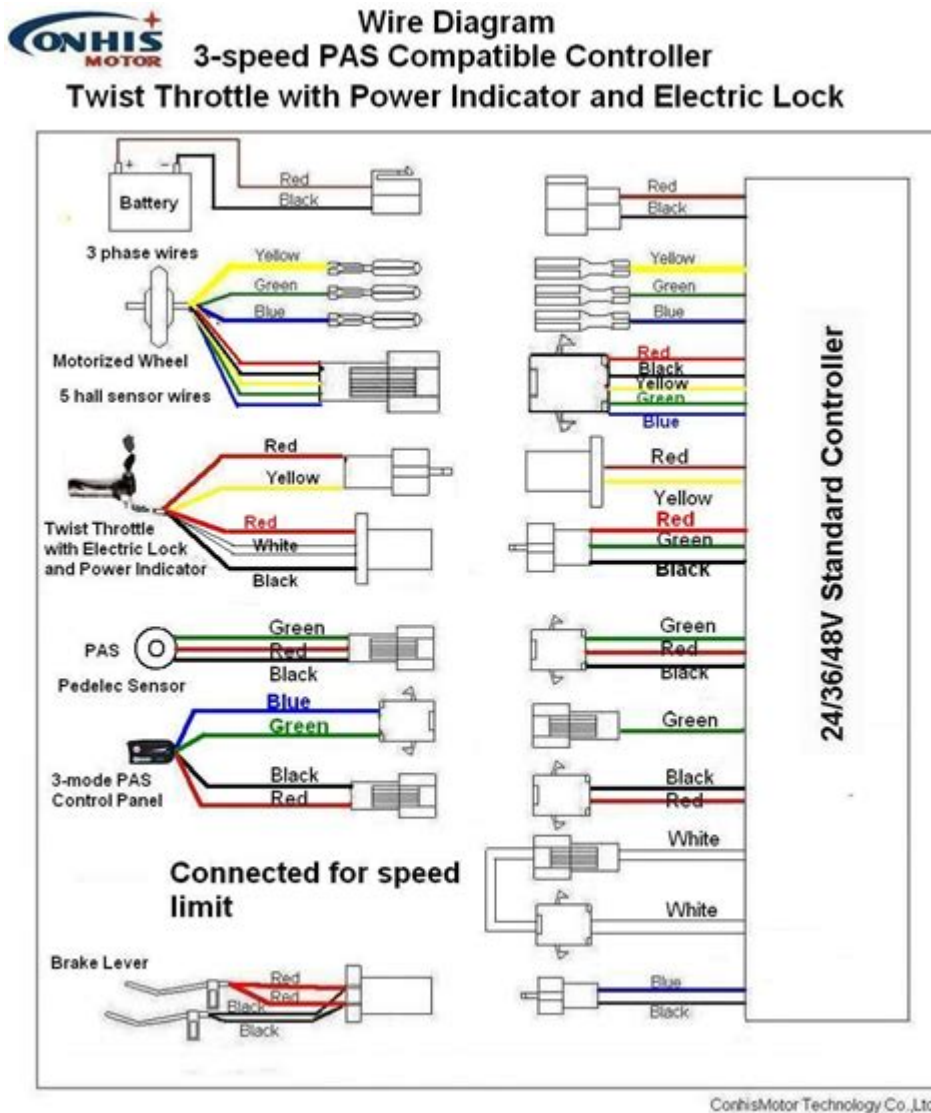 CONHIS
MOTOR
Wire Diagram
3-speed PAS Compatible Controller
Twist Throttle with Power Indicator and Electric Lock
+ −
Battery
Red
Black
Red
Black
3 phase wires
Yellow
Green
Blue
Yellow
Green
Blue
Motorized Wheel
5 hall sensor wires
Red
Black
Yellow
Green
Blue
Red
Yellow
Red
White
Black
Twist Throttle
with Electric Lock
and Power Indicator
Red
Yellow
Red
Green
Black
24/36/48V Standard Controller
PAS
Pedelec Sensor
Green
Red
Black
Green
Red
Black
Blue
Green
Black
Red
3-mode PAS
Control Panel
Green
Black
Red
White
White
Connected for speed
limit
Brake Lever
Red
Red
Black
Black
Blue
Black
ConhisMotor Technology Co.,Ltd